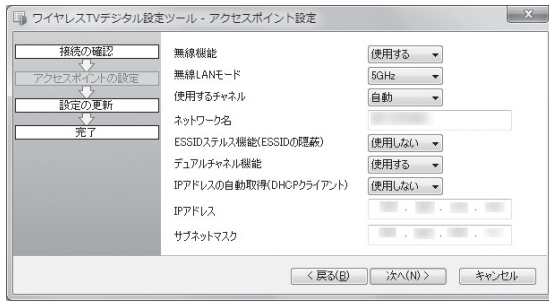 ワイヤレスTVデジタル設定ツール - アクセスポイント設定
接続の確認
アクセスポイントの設定
設定の更新
完了
無線機能 使用する
無線LANモード 5GHz
使用するチャネル 自動
ネットワーク名
ESSIDステルス機能(ESSIDの隠蔽) 使用しない
デュアルチャネル機能 使用する
IPアドレスの自動取得(DHCPクライアント) 使用しない
IPアドレス
サブネットマスク
< 戻る(B) 次へ(N) > キャンセル